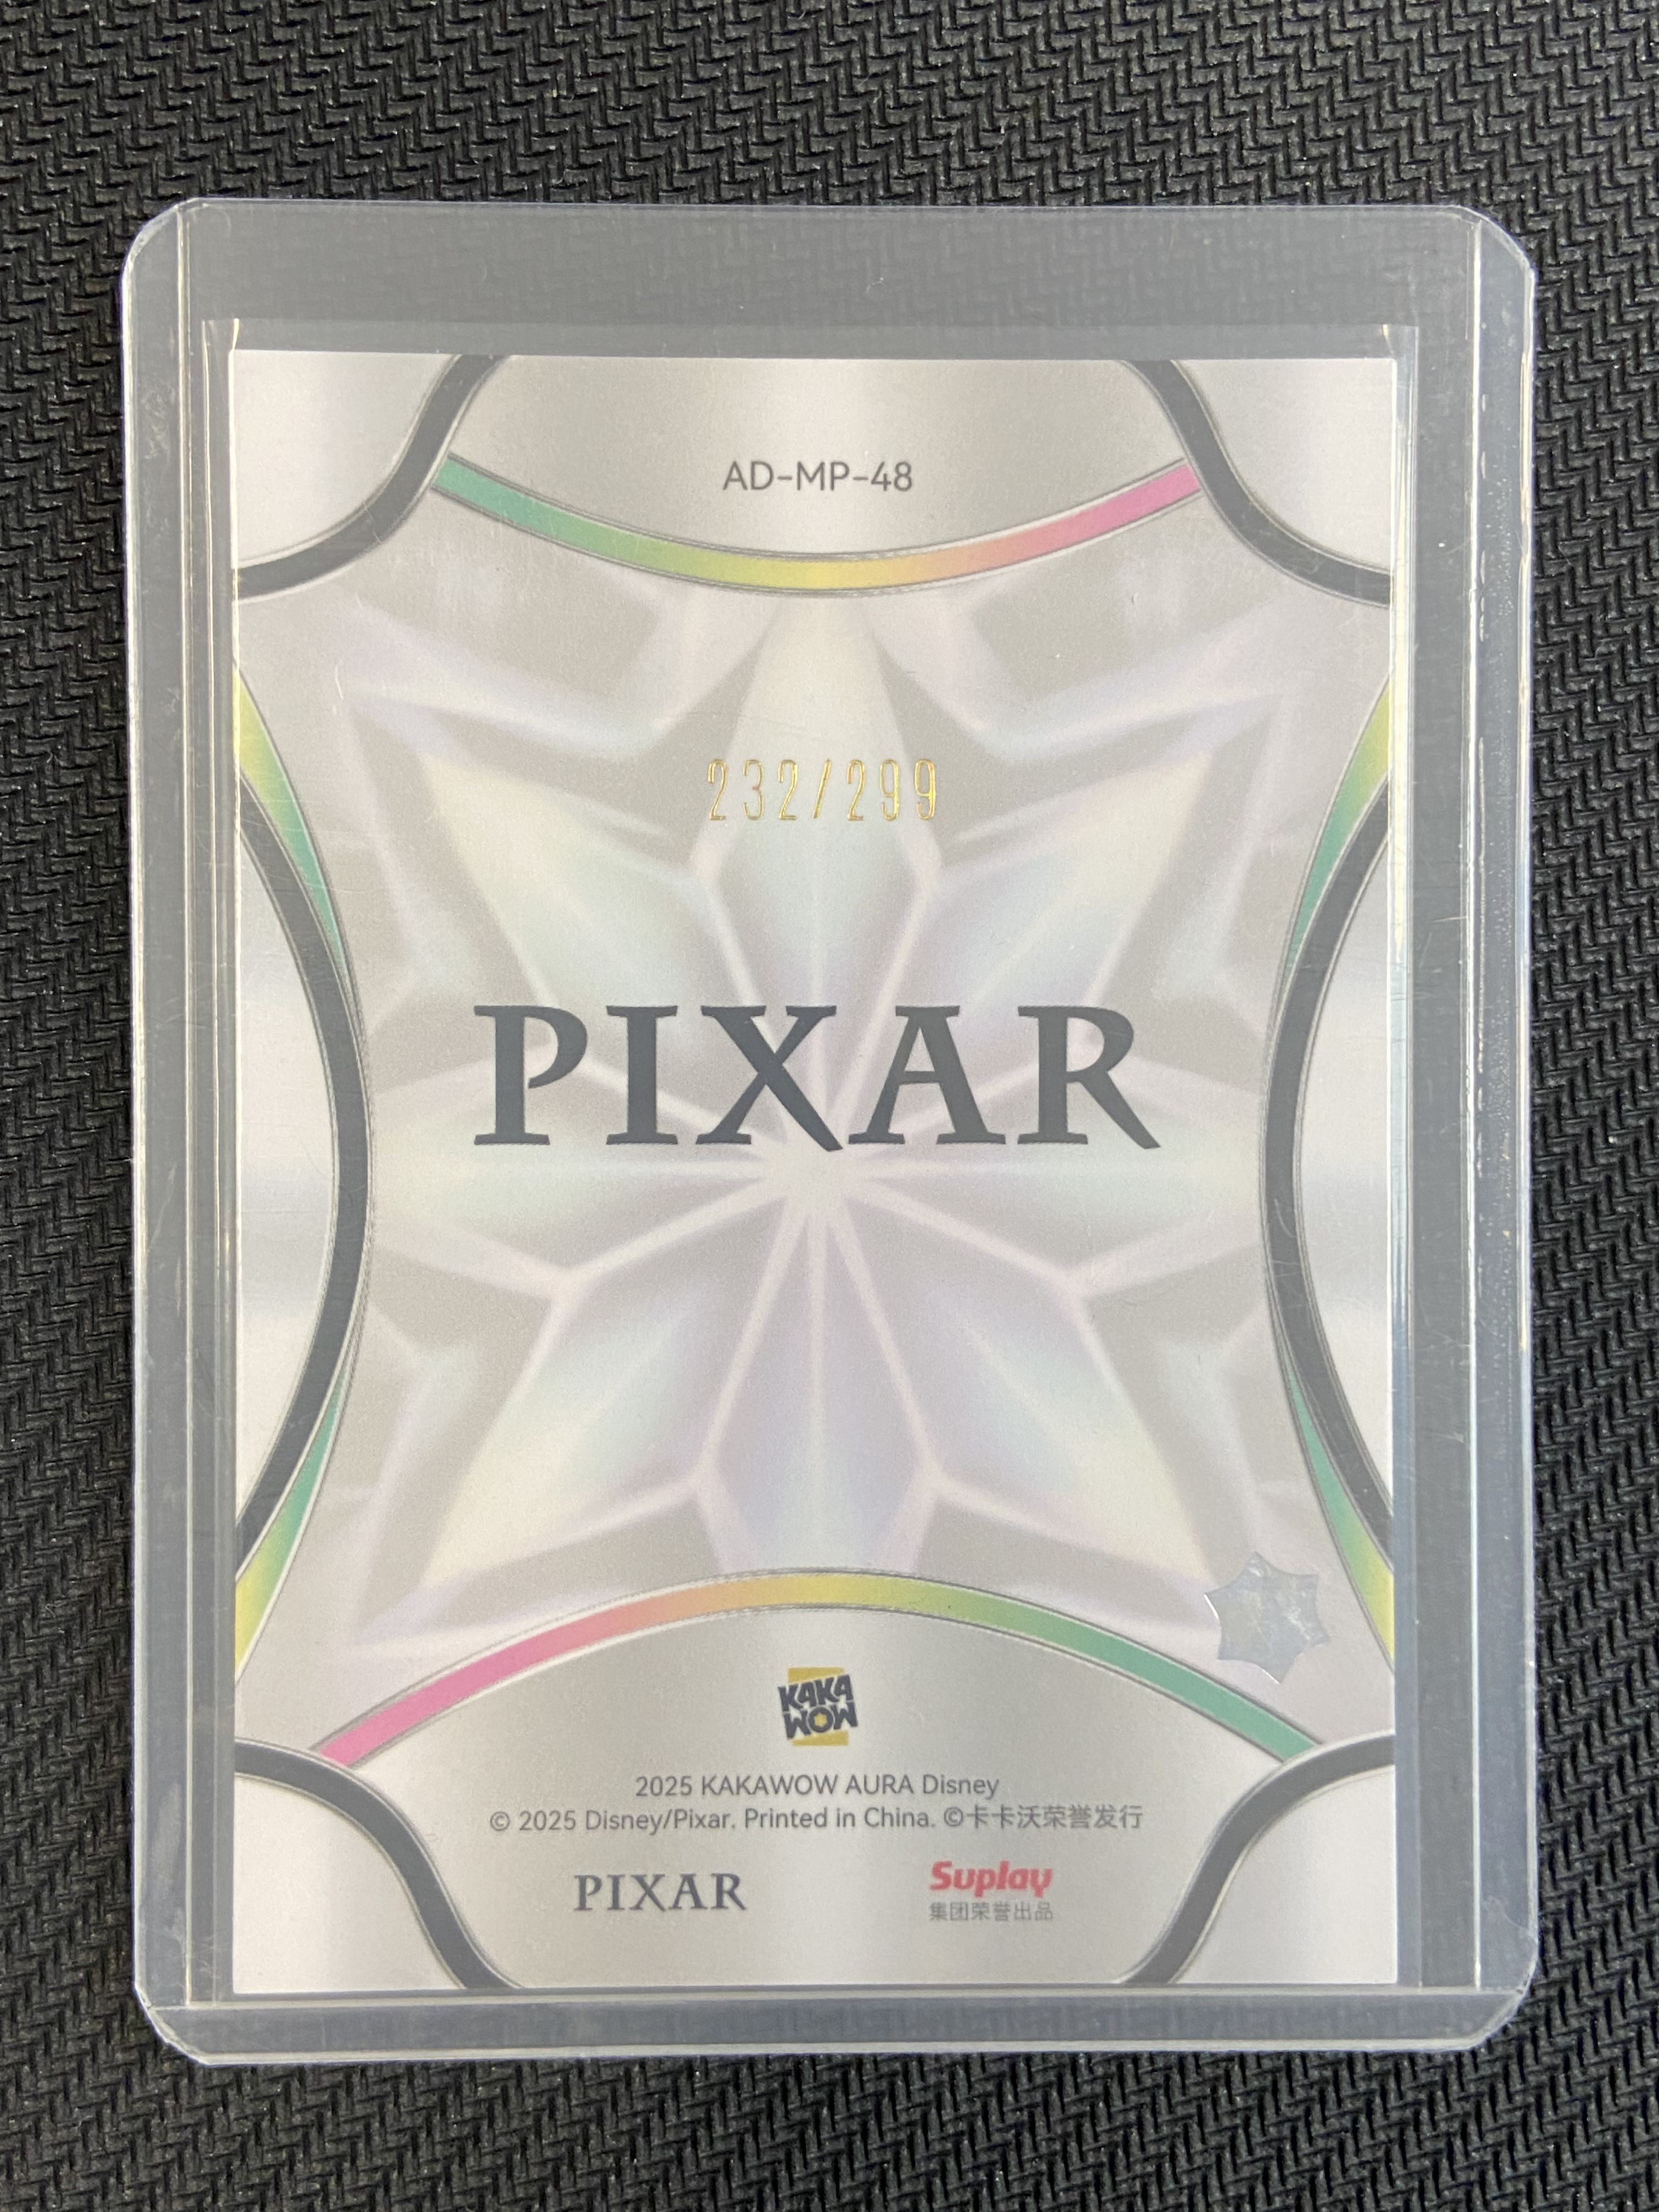 AD-MP-48
232/299
PIXAR
KAKA
WOW
2025 KAKAWOW AURA Disney
© 2025 Disney/Pixar. Printed in China. ©卡卡沃荣誉发行
PIXAR
Suplay
集团荣誉出品